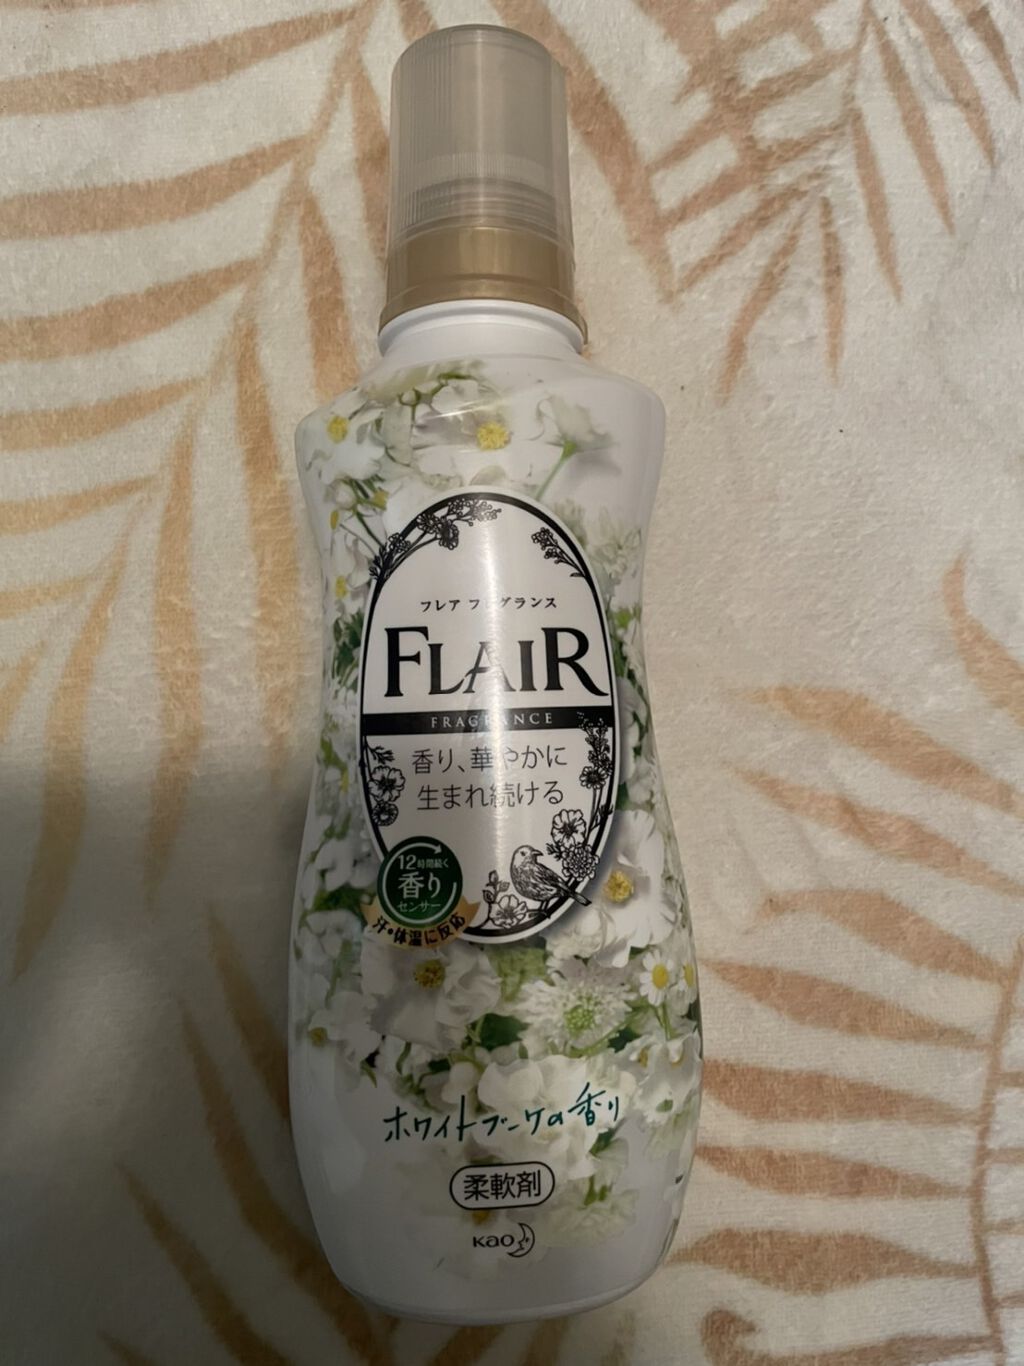 フレア フレグランス
FLAIR
FRAGRANCE
香り、華やかに
生まれ続ける
12時間続く
香り
センサー
汗・体温に反応
ホワイトブーケの香り
柔軟剤
Kao